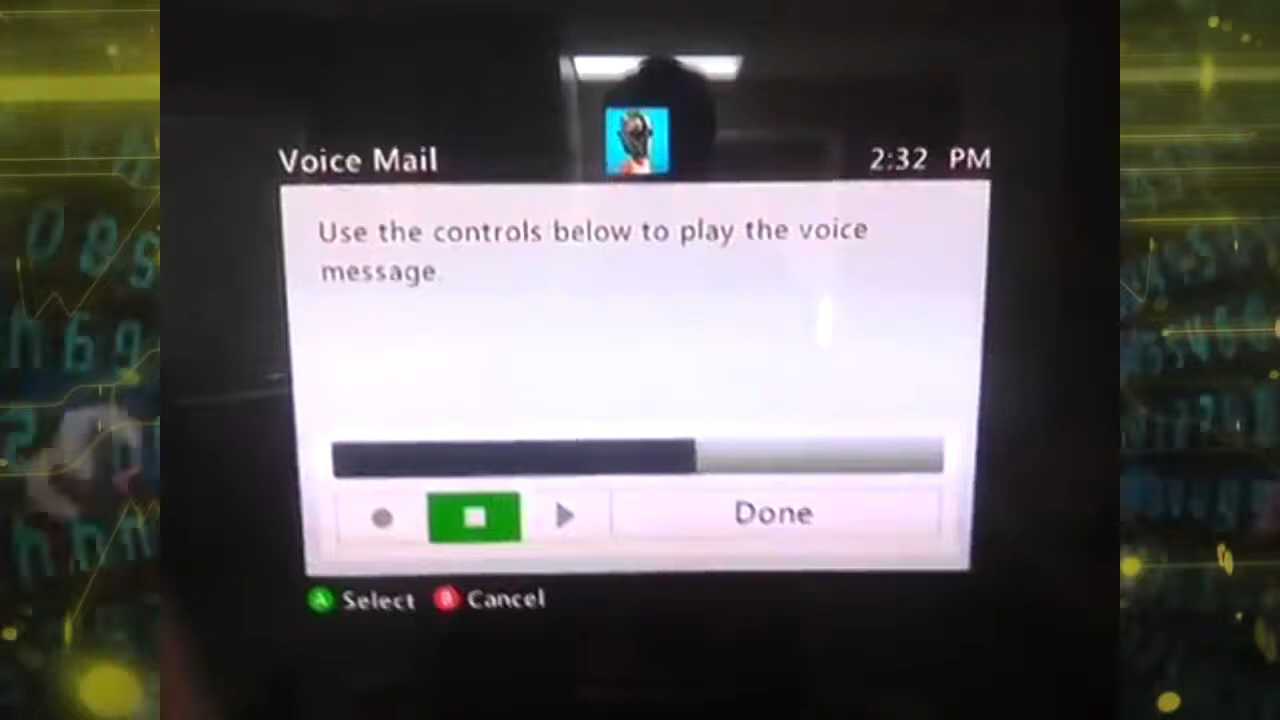 Voice Mail
2:32 PM
Use the controls below to play the voice
message.
Done
A Select B Cancel